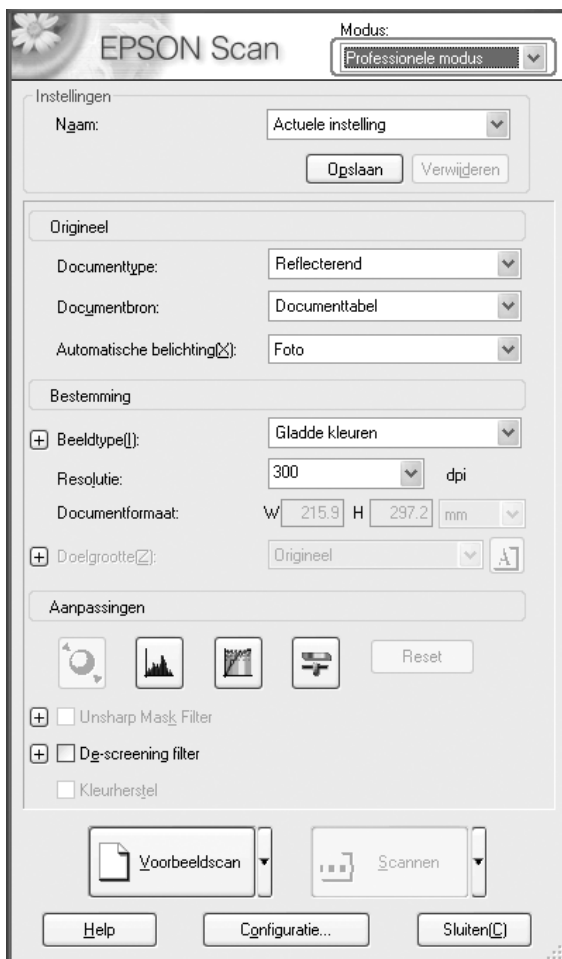 EPSON Scan
Modus:
Professionele modus
Instellingen
Naam: Actuele instelling
Opslaan Verwijderen
Origineel
Documenttype: Reflecterend
Documentbron: Documenttabel
Automatische belichting(X): Foto
Bestemming
Beeldtype(I): Gladde kleuren
Resolutie: 300 dpi
Documentformaat: W 215.9 H 297.2 mm
Doelgrootte(Z): Origineel A
Aanpassingen
Reset
Unsharp Mask Filter
De-screening filter
Kleurherstel
Voorbeeldscan Scannen
Help Configuratie... Sluiten(C)